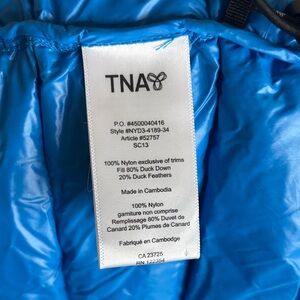 TNA
P.O. #4500040416
Style #NYD3-4189-34
Article #52757
SC13
100% Nylon exclusive of trims
Fill 80% Duck Down
20% Duck Feathers
Made in Cambodia
100% Nylon
garniture non comprise
Remplissage 80% Duvet de
Canard 20% Plumes de Canard
Fabriqué en Cambodge
CA 23725
RN 122354